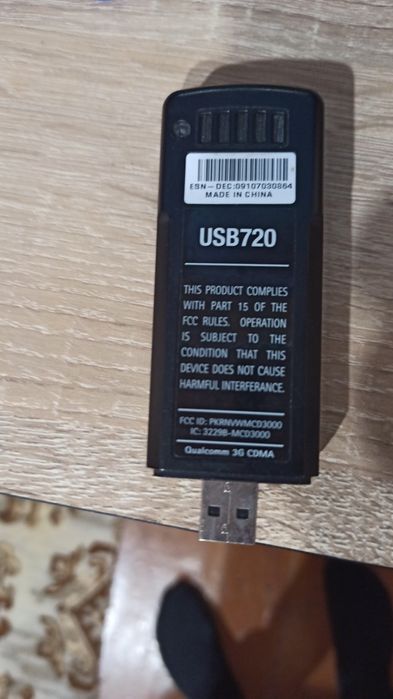 ESN-DEC:09107030864
MADE IN CHINA
USB720
THIS PRODUCT COMPLIES
WITH PART 15 OF THE
FCC RULES. OPERATION
IS SUBJECT TO THE
CONDITION THAT THIS
DEVICE DOES NOT CAUSE
HARMFUL INTERFERANCE.
FCC ID: PKRNVWMCD3000
IC: 3229B-MCD3000
Qualcomm 3G CDMA